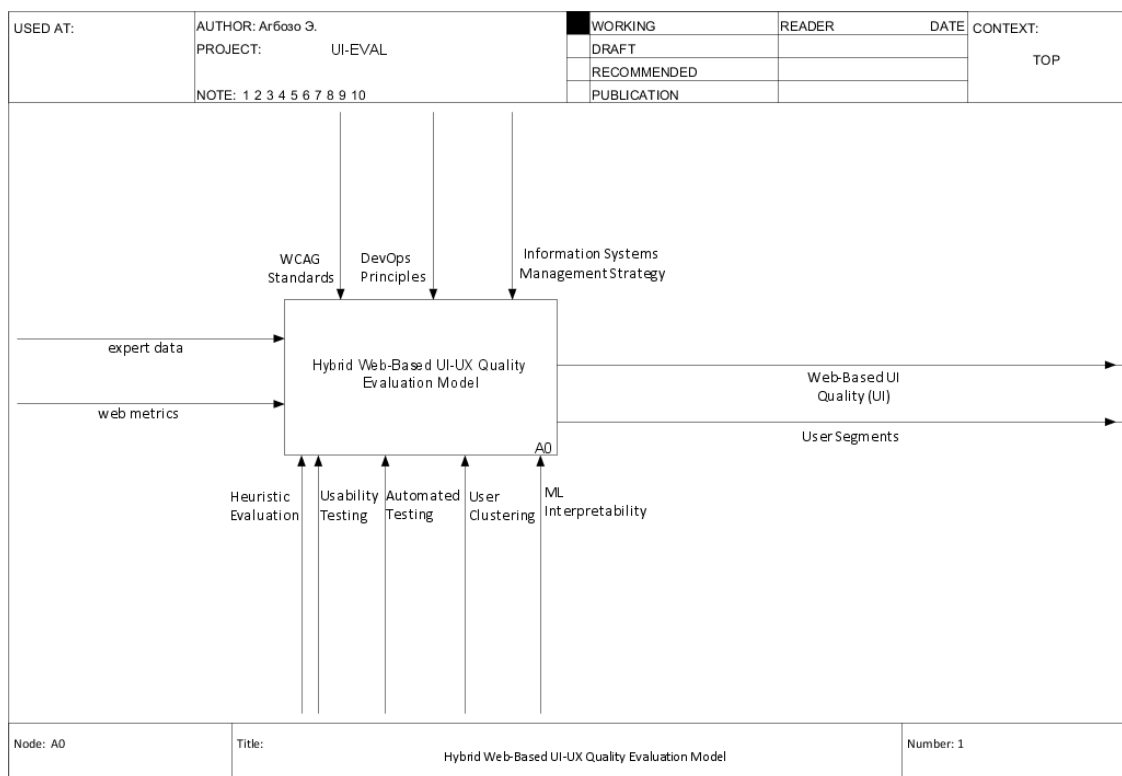 USED AT:
AUTHOR: Агбозо Э.
PROJECT: UI-EVAL
NOTE: 1 2 3 4 5 6 7 8 9 10
WORKING
DRAFT
RECOMMENDED
PUBLICATION
READER DATE
CONTEXT:
TOP
WCAG
Standards
DevOps
Principles
Information Systems
Management Strategy
expert data
web metrics
Hybrid Web-Based UI-UX Quality
Evaluation Model
A0
Web-Based UI
Quality (UI)
User Segments
Heuristic
Evaluation
Usability
Testing
Automated
Testing
User
Clustering
ML
Interpretability
Node: A0
Title:
Hybrid Web-Based UI-UX Quality Evaluation Model
Number: 1